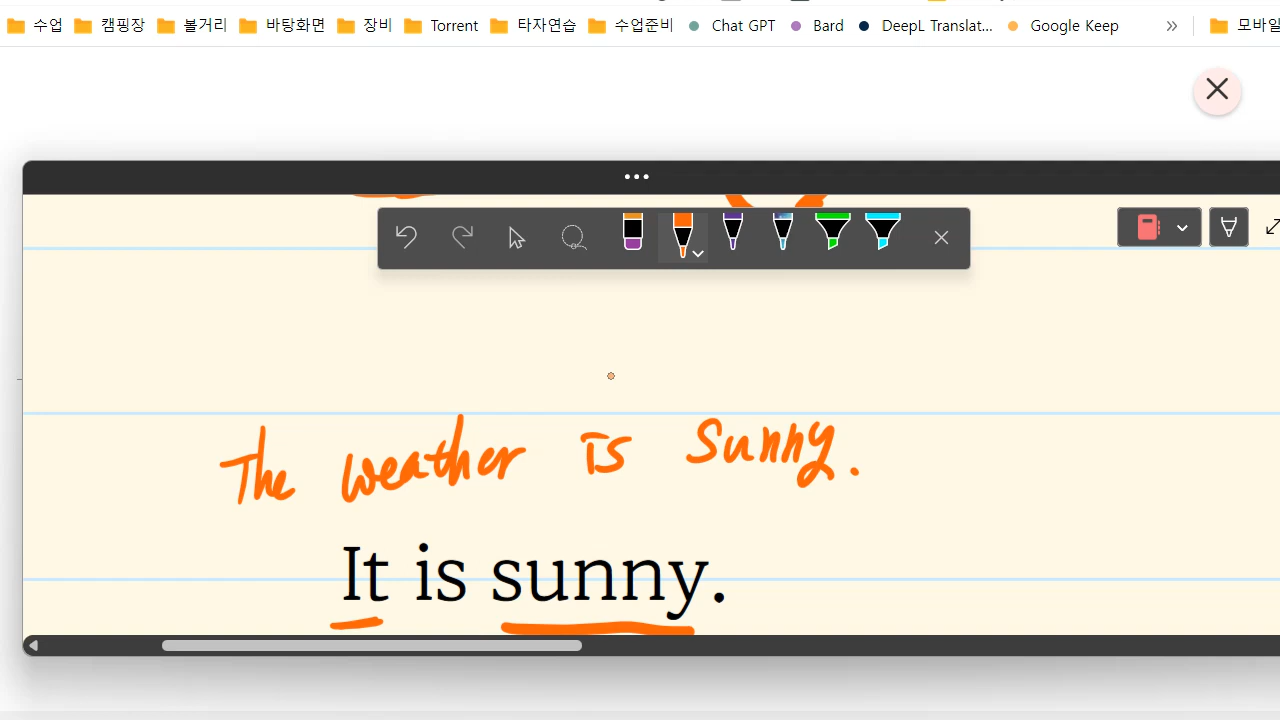 수업 캠핑장 볼거리 바탕화면 장비 Torrent 타자연습 수업준비 Chat GPT Bard DeepL Translat... Google Keep » 모바일
The weather is sunny.
It is sunny.